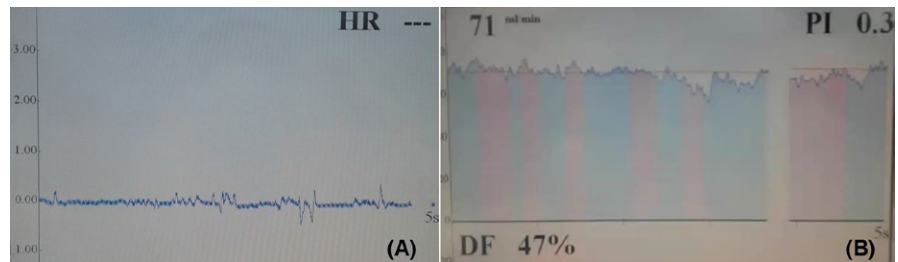 HR ---
3.00
2.00
1.00
0.00
1.00
5s
(A)
71 ml/min
PI 0.3
0
5s
DF 47%
(B)